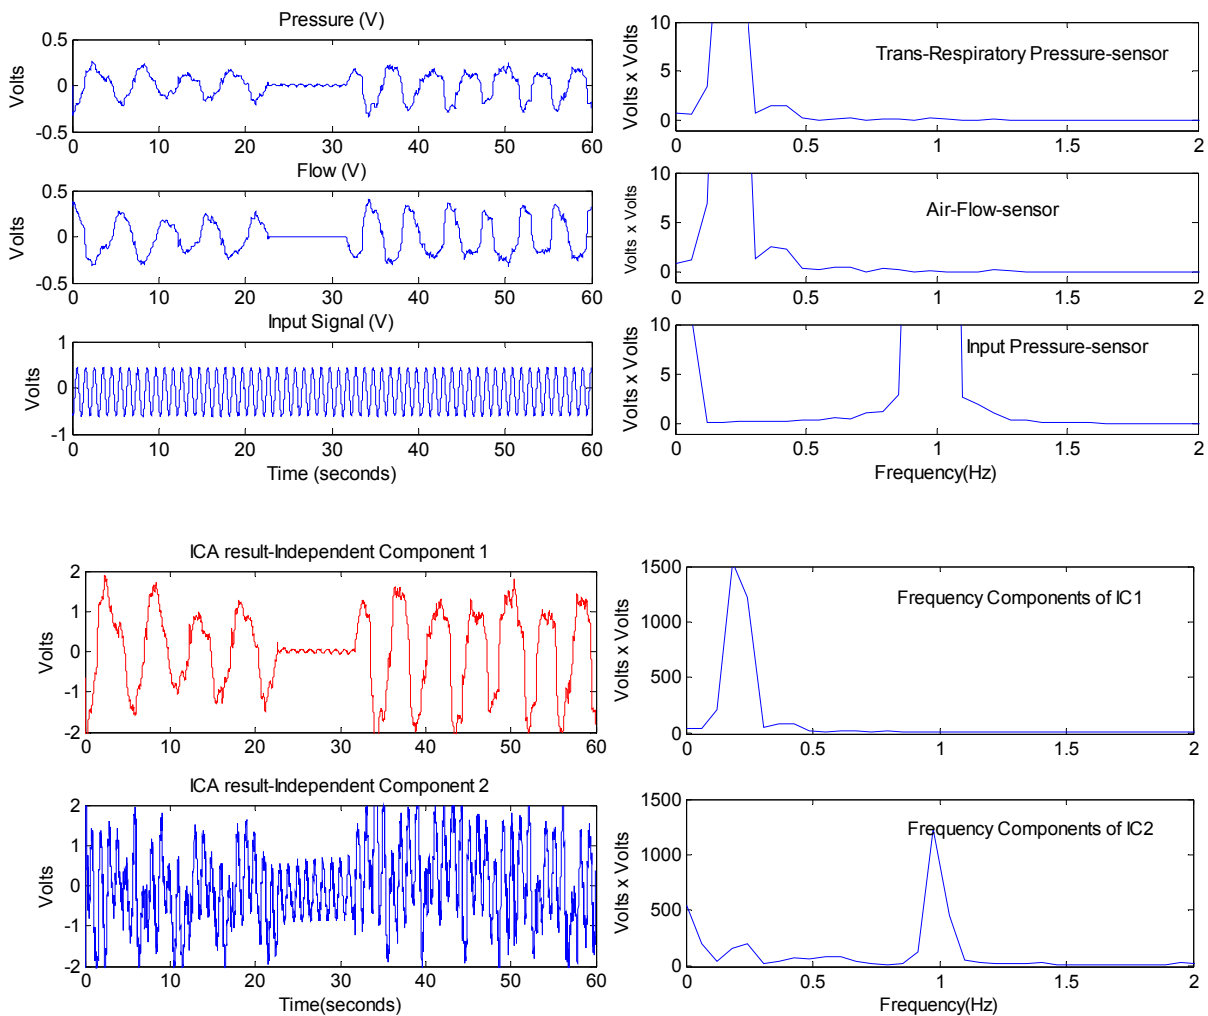 Pressure (V)
Volts
0.5
0
-0.5
0 10 20 30 40 50 60
Flow (V)
Volts
0.5
0
-0.5
0 10 20 30 40 50 60
Input Signal (V)
Volts
1
0
-1
0 10 20 30 40 50 60
Time (seconds)
Volts x Volts
10
5
0
Trans-Respiratory Pressure-sensor
0 0.5 1 1.5 2
Volts x Volts
10
5
0
Air-Flow-sensor
0 0.5 1 1.5 2
Volts x Volts
10
5
0
Input Pressure-sensor
0 0.5 1 1.5 2
Frequency(Hz)
ICA result-Independent Component 1
Volts
2
1
0
-1
-2
0 10 20 30 40 50 60
Volts x Volts
1500
1000
500
0
Frequency Components of IC1
0 0.5 1 1.5 2
ICA result-Independent Component 2
Volts
2
1
0
-1
-2
0 10 20 30 40 50 60
Time(seconds)
Volts x Volts
1500
1000
500
0
Frequency Components of IC2
0 0.5 1 1.5 2
Frequency(Hz)